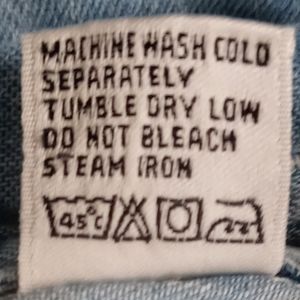 MACHINE WASH COLD
SEPARATELY
TUMBLE DRY LOW
DO NOT BLEACH
STEAM IRON
45°C